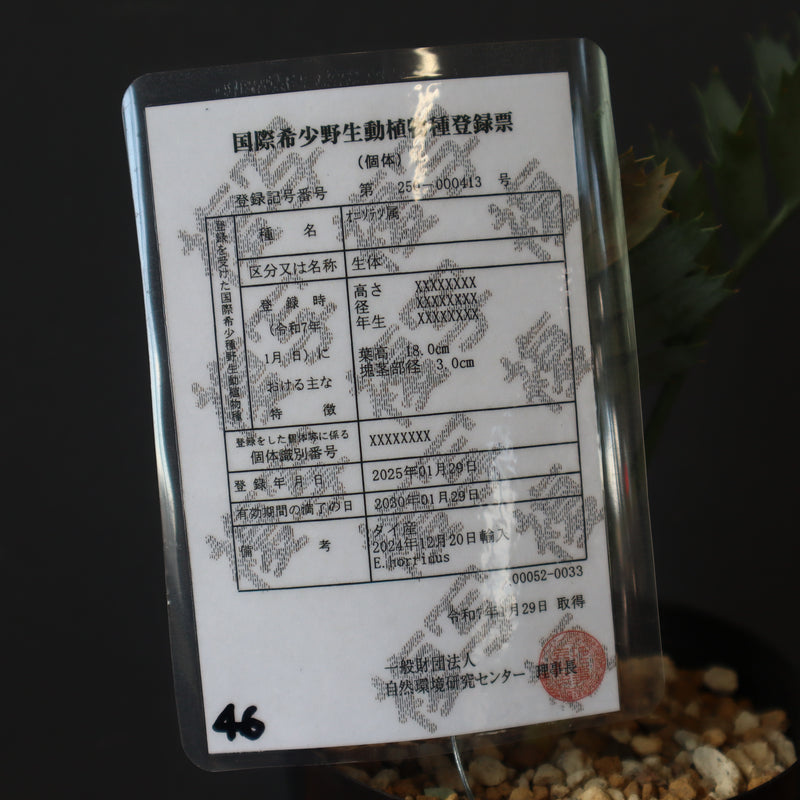 国際希少野生動植物種登録票
(個体)
登録記号番号 第 256-000413 号
登録を受けた国際希少野生動植物種
種名 オニソテツ属
区分又は名称 生体
登録時
(令和7年
1月 日)に
おける主な
特徴
高さ XXXXXXXX
径 XXXXXXXX
年生 XXXXXXXX
葉高 18.0cm
塊茎部径 3.0cm
登録をした個体等に係る
個体識別番号 XXXXXXXX
登録年月日 2025年01月29日
有効期間の満了の日 2030年01月29日
備考
タイ産
2024年12月20日輸入
E.horridus
00052-0033
令和7年1月29日 取得
一般財団法人
自然環境研究センター 理事長
46